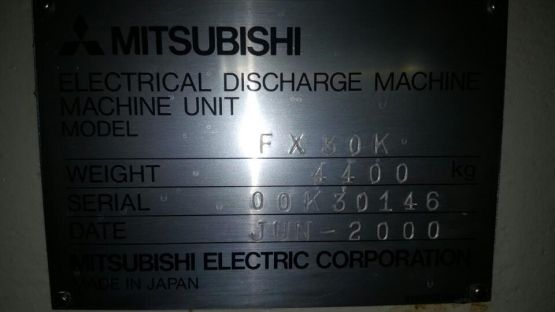 MITSUBISHI
ELECTRICAL DISCHARGE MACHINE
MACHINE UNIT
MODEL FX30K
WEIGHT 4400 kg
SERIAL 00K30146
DATE JUN-2000
MITSUBISHI ELECTRIC CORPORATION
MADE IN JAPAN